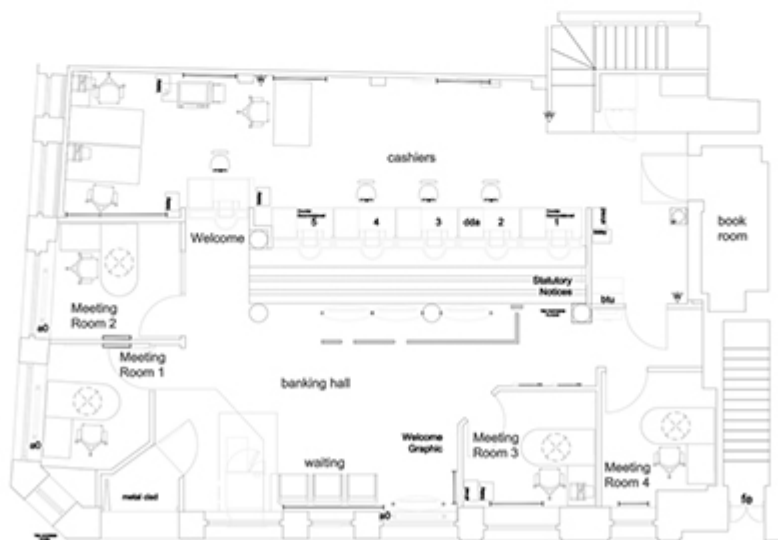 cashiers
5
4
3
dda
2
1
book
room
Welcome
Statutory
Notices
btu
Meeting
Room 2
a0
Meeting
Room 1
banking hall
a0
Welcome
Graphic
Meeting
Room 3
waiting
Meeting
Room 4
metal clad
a0
fe